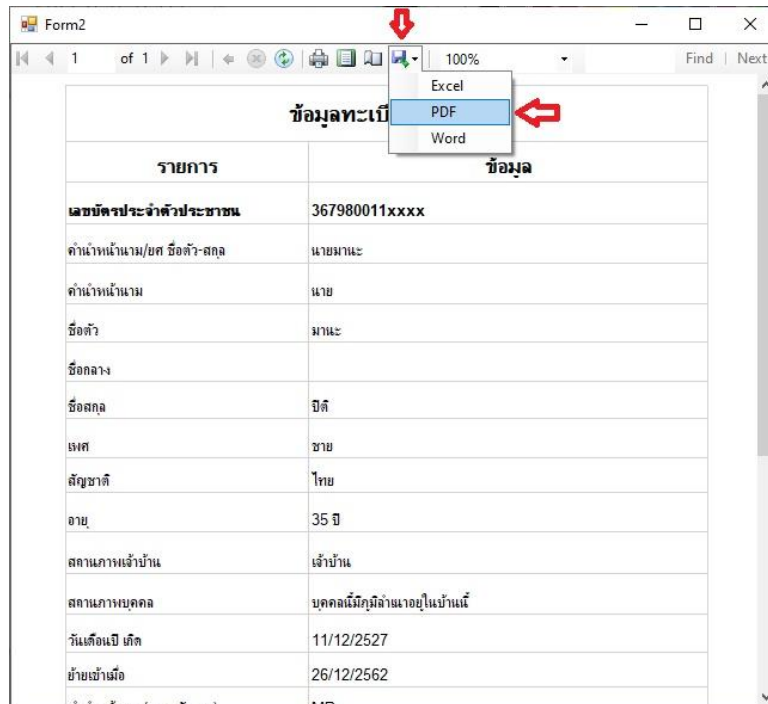 Form2
1 of 1 100% Find Next
Excel
PDF
Word
ข้อมูลทะเบี
รายการ ข้อมูล
เลขบัตรประจำตัวประชาชน 367980011xxxx
คำนำหน้านาม/ยศ ชื่อตัว-สกุล นายมานะ
คำนำหน้านาม นาย
ชื่อตัว มานะ
ชื่อกลาง
ชื่อสกุล ปิติ
เพศ ชาย
สัญชาติ ไทย
อายุ 35 ปี
สถานภาพเจ้าบ้าน เจ้าบ้าน
สถานภาพบุคคล บุคคลนี้มีภูมิลำเนาอยู่ในบ้านนี้
วันเดือนปี เกิด 11/12/2527
ย้ายเข้าเมื่อ 26/12/2562